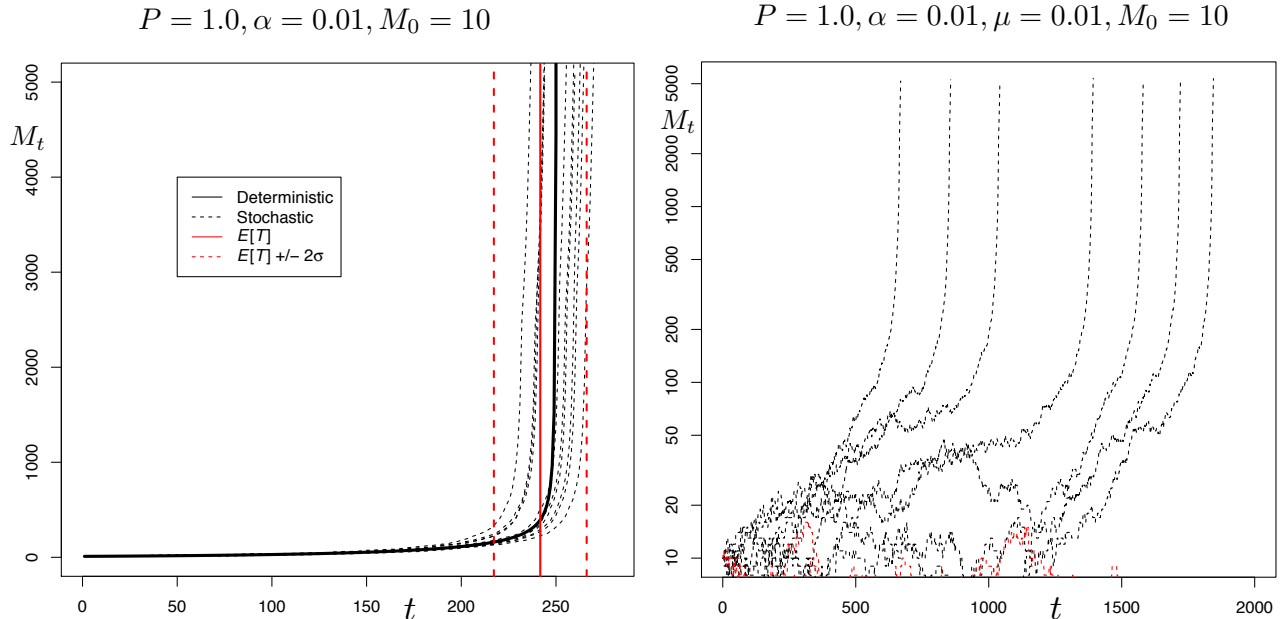 P = 1.0, α = 0.01, M₀ = 10
5000
4000
3000
2000
1000
0
Mₜ
Deterministic
Stochastic
E[T]
E[T] +/− 2σ
0 50 100 150 200 250
t
P = 1.0, α = 0.01, μ = 0.01, M₀ = 10
5000
2000
1000
500
200
100
50
20
10
Mₜ
0 500 1000 1500 2000
t